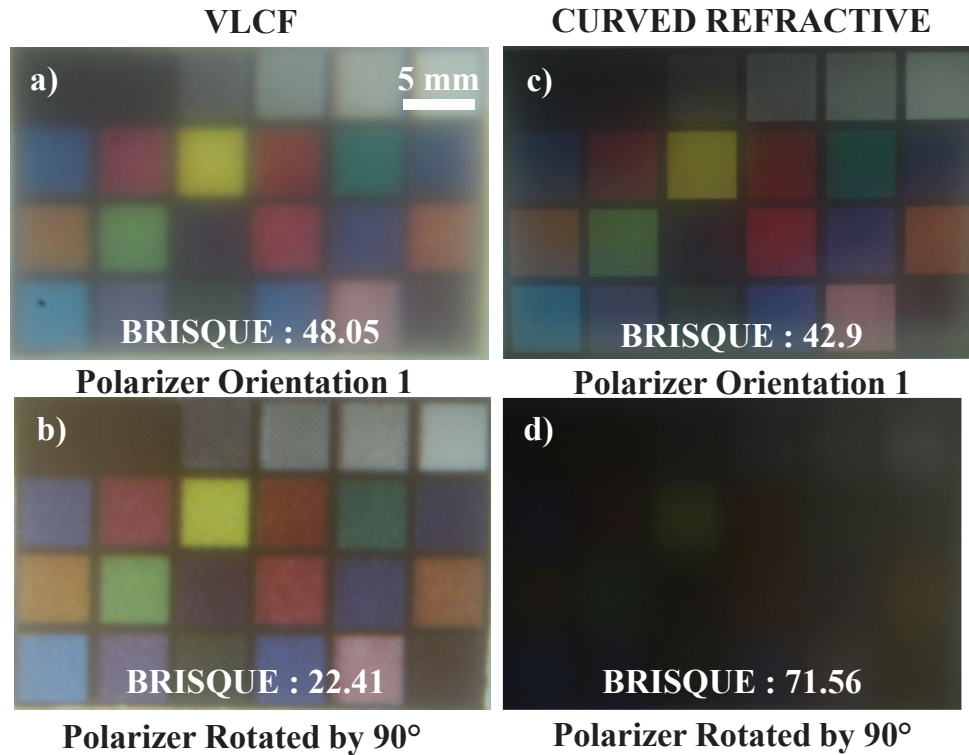 VLCF
CURVED REFRACTIVE
a)
5 mm
c)
BRISQUE : 48.05
BRISQUE : 42.9
Polarizer Orientation 1
Polarizer Orientation 1
b)
d)
BRISQUE : 22.41
BRISQUE : 71.56
Polarizer Rotated by 90°
Polarizer Rotated by 90°